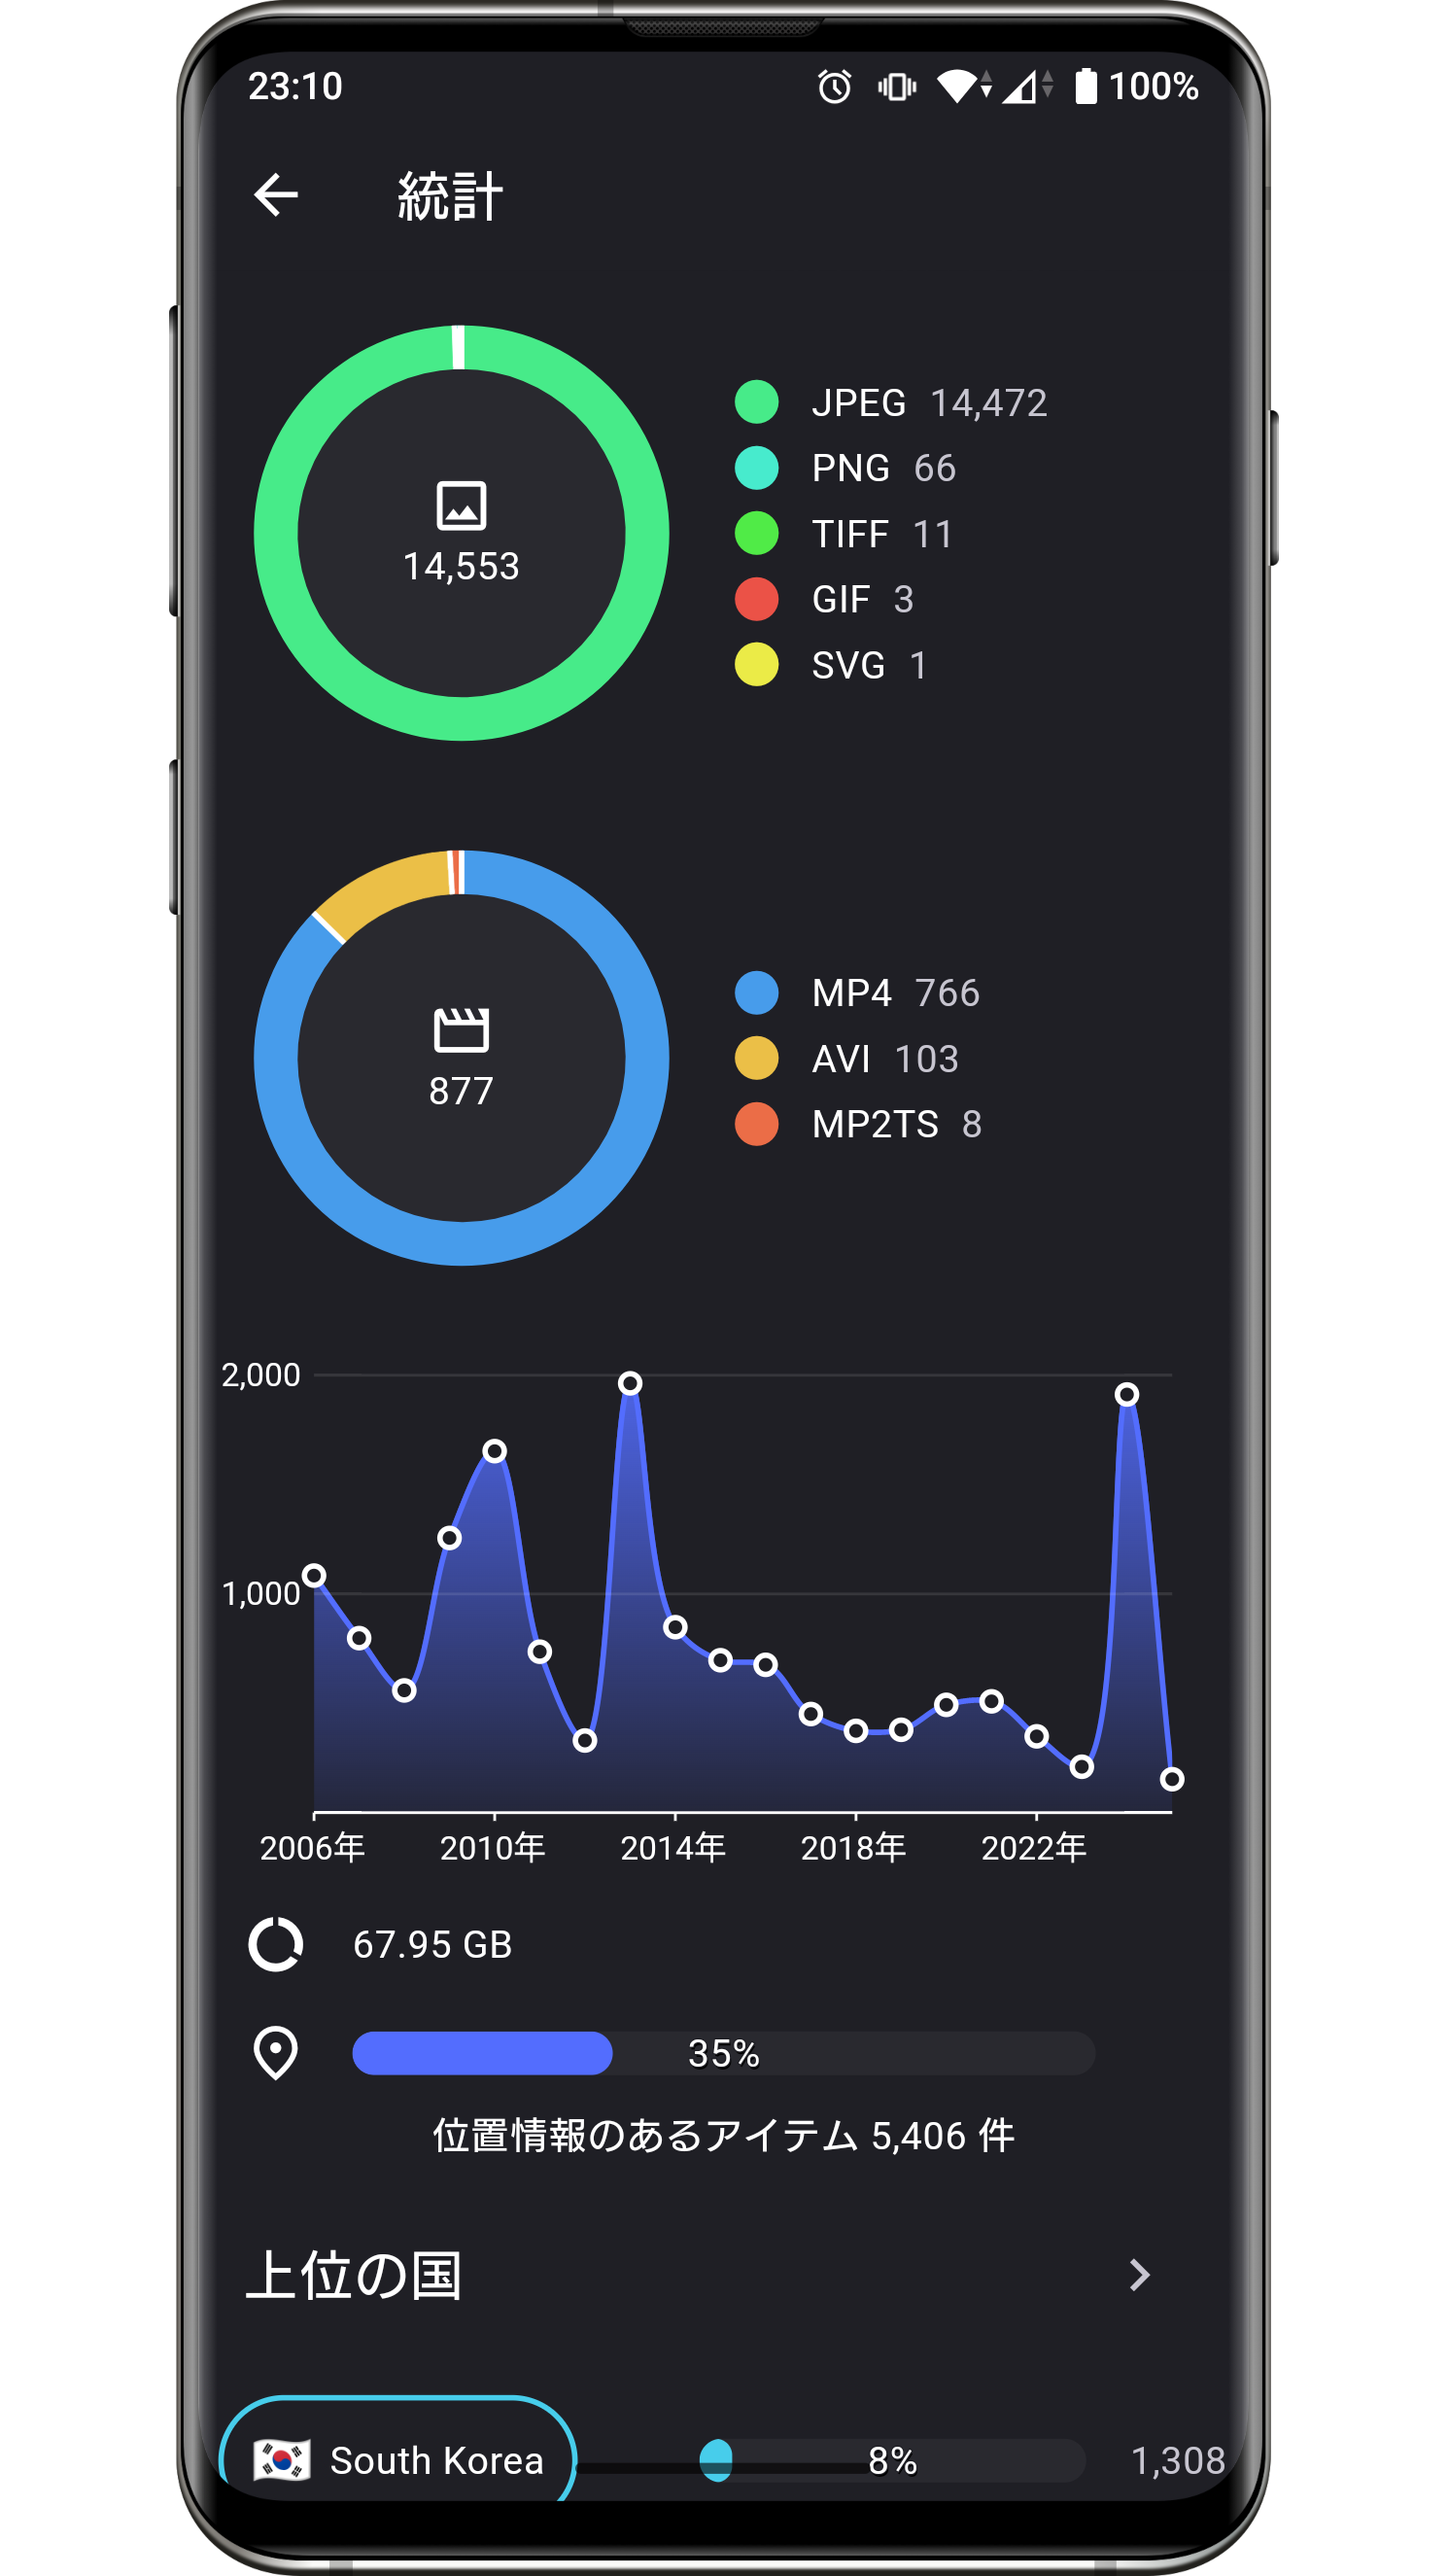 23:10 100%
統計
JPEG 14,472
PNG 66
TIFF 11
GIF 3
SVG 1
14,553
MP4 766
AVI 103
MP2TS 8
877
2,000
1,000
2006年 2010年 2014年 2018年 2022年
67.95 GB
35%
位置情報のあるアイテム 5,406 件
上位の国
South Korea 8% 1,308